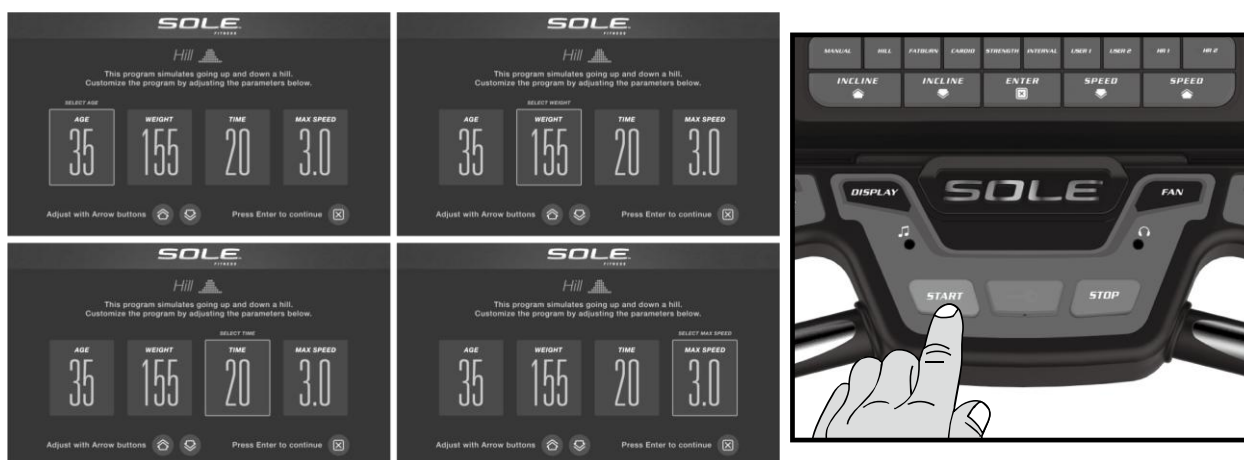 SOLE
FITNESS
Hill
This program simulates going up and down a hill.
Customize the program by adjusting the parameters below.
SELECT AGE
AGE WEIGHT TIME MAX SPEED
35 155 20 3.0
Adjust with Arrow buttons Press Enter to continue
SOLE
FITNESS
Hill
This program simulates going up and down a hill.
Customize the program by adjusting the parameters below.
SELECT WEIGHT
AGE WEIGHT TIME MAX SPEED
35 155 20 3.0
Adjust with Arrow buttons Press Enter to continue
SOLE
FITNESS
Hill
This program simulates going up and down a hill.
Customize the program by adjusting the parameters below.
SELECT TIME
AGE WEIGHT TIME MAX SPEED
35 155 20 3.0
Adjust with Arrow buttons Press Enter to continue
SOLE
FITNESS
Hill
This program simulates going up and down a hill.
Customize the program by adjusting the parameters below.
SELECT MAX SPEED
AGE WEIGHT TIME MAX SPEED
35 155 20 3.0
Adjust with Arrow buttons Press Enter to continue
MANUAL HILL FATBURN CARDIO STRENGTH INTERVAL USER 1 USER 2 HR 1 HR 2
INCLINE INCLINE ENTER SPEED SPEED
DISPLAY SOLE FAN
START STOP